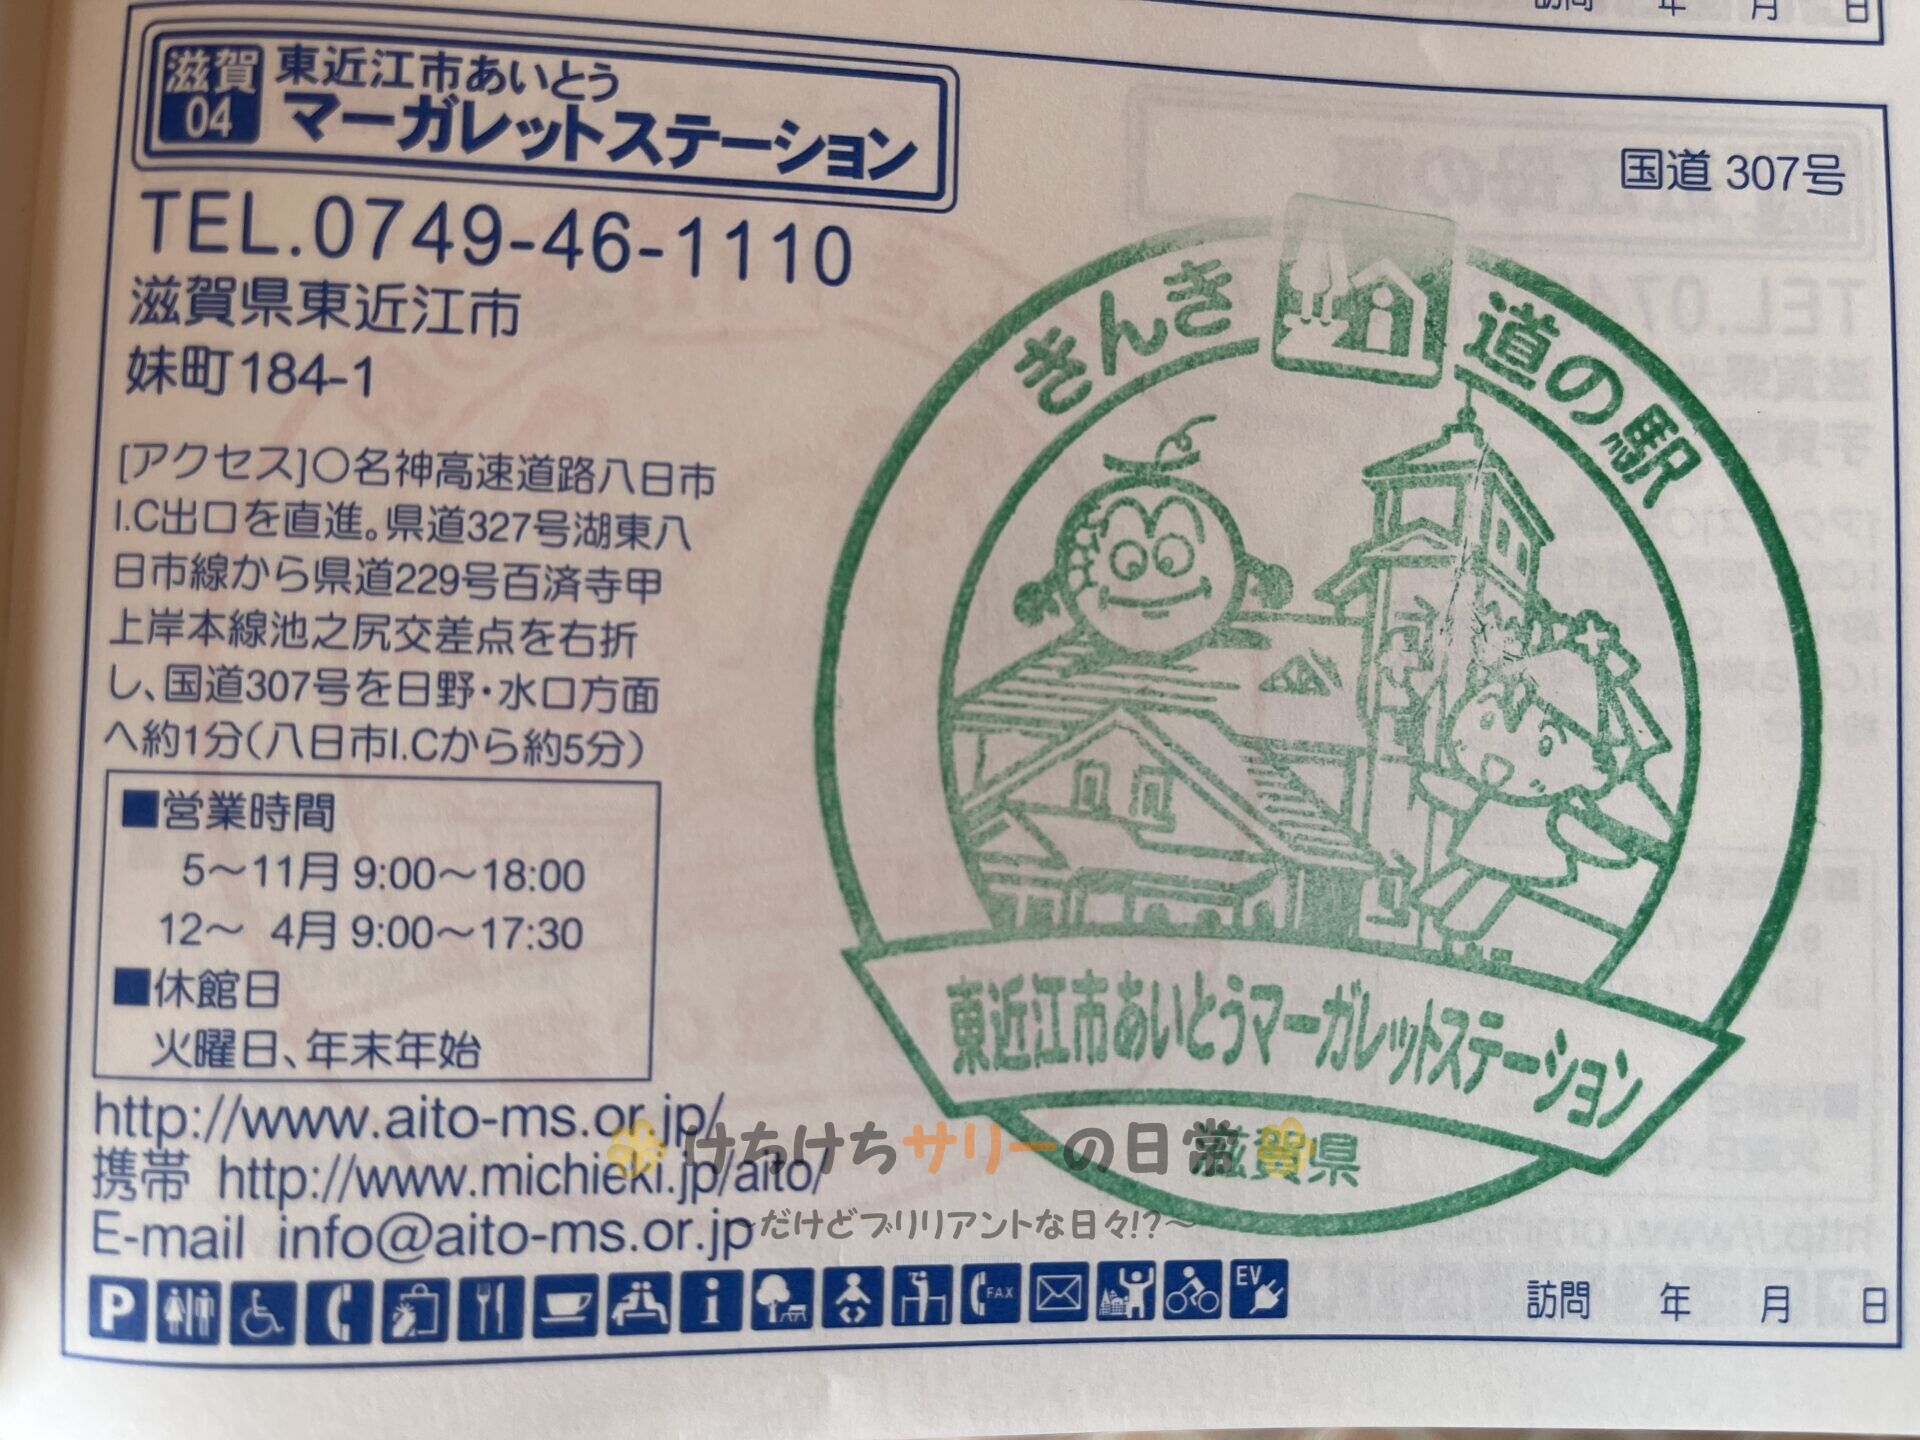 訪問 年 月 日
滋賀
04
東近江市あいとう
マーガレットステーション
国道 307号
TEL.0749-46-1110
滋賀県東近江市
妹町184-1
[アクセス]○名神高速道路八日市
I.C出口を直進。県道327号湖東八
日市線から県道229号百済寺甲
上岸本線池之尻交差点を右折
し、国道307号を日野・水口方面
へ約1分(八日市I.Cから約5分)
■営業時間
5〜11月 9:00〜18:00
12〜 4月 9:00〜17:30
■休館日
火曜日、年末年始
http://www.aito-ms.or.jp/
携帯 http://www.michieki.jp/aito/
E-mail info@aito-ms.or.jp
きんき 道の駅
東近江市あいとうマーガレットステーション
滋賀県
けちけちサリーの日常
〜だけどブリリアントな日々!?〜
P
i
FAX
EV
訪問 年 月 日